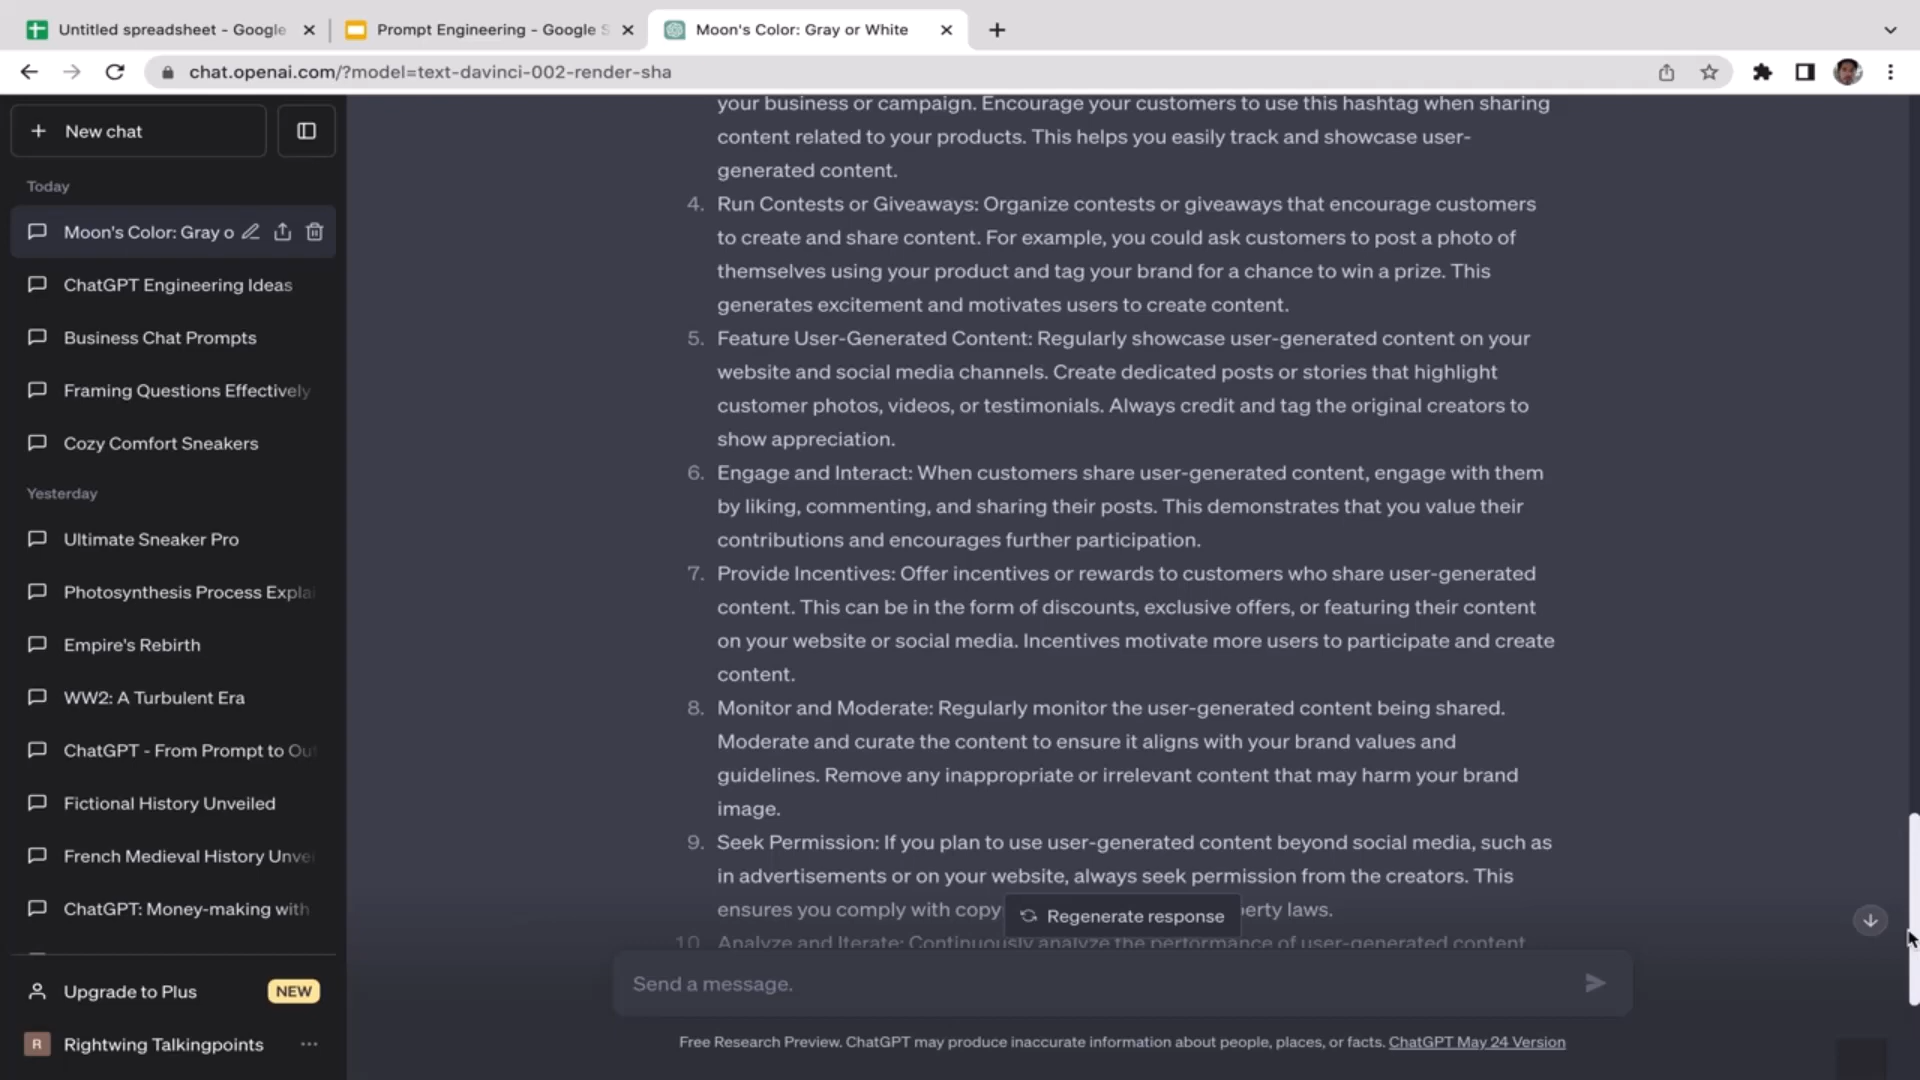 Untitled spreadsheet - Google
Prompt Engineering - Google S
Moon's Color: Gray or White
chat.openai.com/?model=text-davinci-002-render-sha
New chat
Today
Moon's Color: Gray o
ChatGPT Engineering Ideas
Business Chat Prompts
Framing Questions Effectively
Cozy Comfort Sneakers
Yesterday
Ultimate Sneaker Pro
Photosynthesis Process Explai
Empire's Rebirth
WW2: A Turbulent Era
ChatGPT - From Prompt to Out
Fictional History Unveiled
French Medieval History Unvei
ChatGPT: Money-making with
Upgrade to Plus NEW
R Rightwing Talkingpoints
your business or campaign. Encourage your customers to use this hashtag when sharing
content related to your products. This helps you easily track and showcase user-
generated content.
4. Run Contests or Giveaways: Organize contests or giveaways that encourage customers
to create and share content. For example, you could ask customers to post a photo of
themselves using your product and tag your brand for a chance to win a prize. This
generates excitement and motivates users to create content.
5. Feature User-Generated Content: Regularly showcase user-generated content on your
website and social media channels. Create dedicated posts or stories that highlight
customer photos, videos, or testimonials. Always credit and tag the original creators to
show appreciation.
6. Engage and Interact: When customers share user-generated content, engage with them
by liking, commenting, and sharing their posts. This demonstrates that you value their
contributions and encourages further participation.
7. Provide Incentives: Offer incentives or rewards to customers who share user-generated
content. This can be in the form of discounts, exclusive offers, or featuring their content
on your website or social media. Incentives motivate more users to participate and create
content.
8. Monitor and Moderate: Regularly monitor the user-generated content being shared.
Moderate and curate the content to ensure it aligns with your brand values and
guidelines. Remove any inappropriate or irrelevant content that may harm your brand
image.
9. Seek Permission: If you plan to use user-generated content beyond social media, such as
in advertisements or on your website, always seek permission from the creators. This
ensures you comply with copy erty laws.
Regenerate response
10. Analyze and Iterate: Continuously analyze the performance of user-generated content
Send a message.
Free Research Preview. ChatGPT may produce inaccurate information about people, places, or facts. ChatGPT May 24 Version